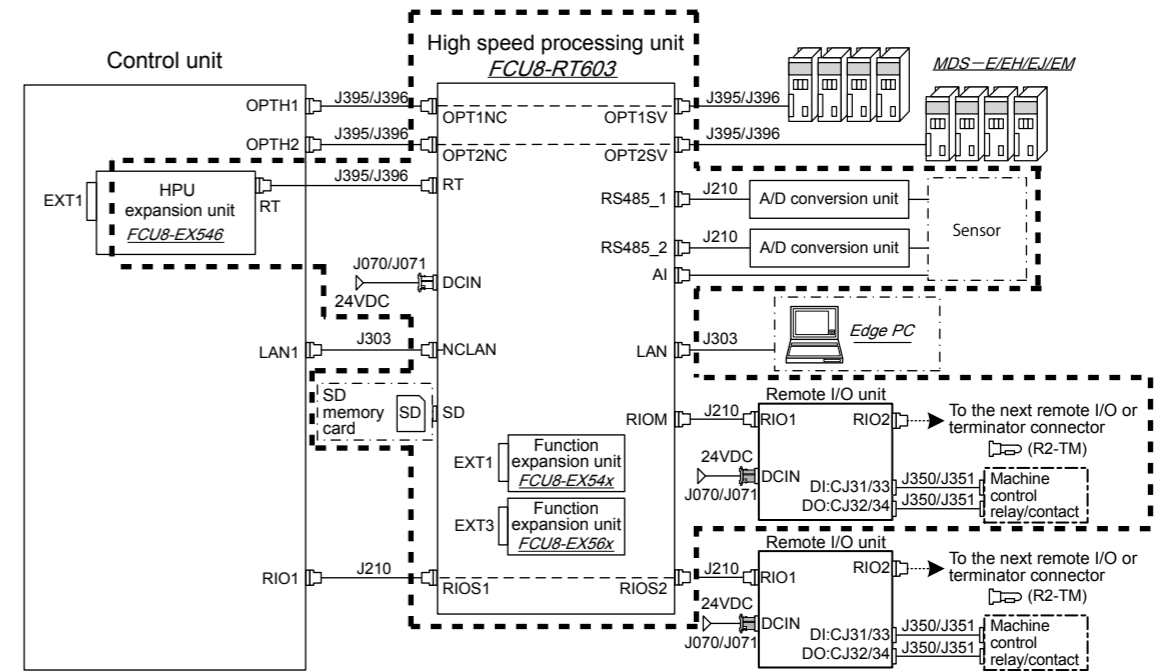 Control unit
High speed processing unit
FCU8-RT603
MDS-E/EH/EJ/EM
OPTH1
J395/J396
OPT1NC
OPT1SV
J395/J396
OPTH2
J395/J396
OPT2NC
OPT2SV
J395/J396
EXT1
HPU
expansion unit
FCU8-EX546
RT
J395/J396
RT
RS485_1
J210
A/D conversion unit
RS485_2
J210
A/D conversion unit
Sensor
AI
J070/J071
24VDC
DCIN
LAN1
J303
NCLAN
LAN
J303
Edge PC
SD
memory
card
SD
SD
EXT1
Function
expansion unit
FCU8-EX54x
EXT3
Function
expansion unit
FCU8-EX56x
RIOM
J210
Remote I/O unit
RIO1
RIO2
To the next remote I/O or
terminator connector
(R2-TM)
24VDC
J070/J071
DCIN
DI:CJ31/33
J350/J351
DO:CJ32/34
J350/J351
Machine
control
relay/contact
RIO1
J210
RIOS1
RIOS2
J210
Remote I/O unit
RIO1
RIO2
To the next remote I/O or
terminator connector
(R2-TM)
24VDC
J070/J071
DCIN
DI:CJ31/33
J350/J351
DO:CJ32/34
J350/J351
Machine
control
relay/contact